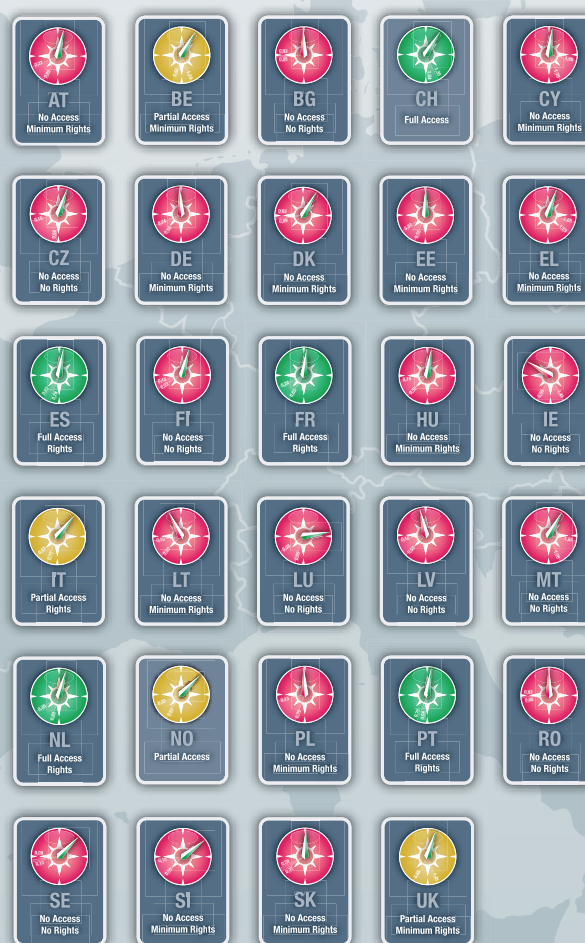 AT
No Access
Minimum Rights
BE
Partial Access
Minimum Rights
BG
No Access
No Rights
CH
Full Access
CY
No Access
Minimum Rights
CZ
No Access
No Rights
DE
No Access
Minimum Rights
DK
No Access
Minimum Rights
EE
No Access
Minimum Rights
EL
No Access
Minimum Rights
ES
Full Access
Rights
FI
No Access
No Rights
FR
Full Access
Rights
HU
No Access
Minimum Rights
IE
No Access
No Rights
IT
Partial Access
Rights
LT
No Access
Minimum Rights
LU
No Access
No Rights
LV
No Access
No Rights
MT
No Access
No Rights
NL
Full Access
Rights
NO
Partial Access
PL
No Access
Minimum Rights
PT
Full Access
Rights
RO
No Access
No Rights
SE
No Access
No Rights
SI
No Access
Minimum Rights
SK
No Access
Minimum Rights
UK
Partial Access
Minimum Rights